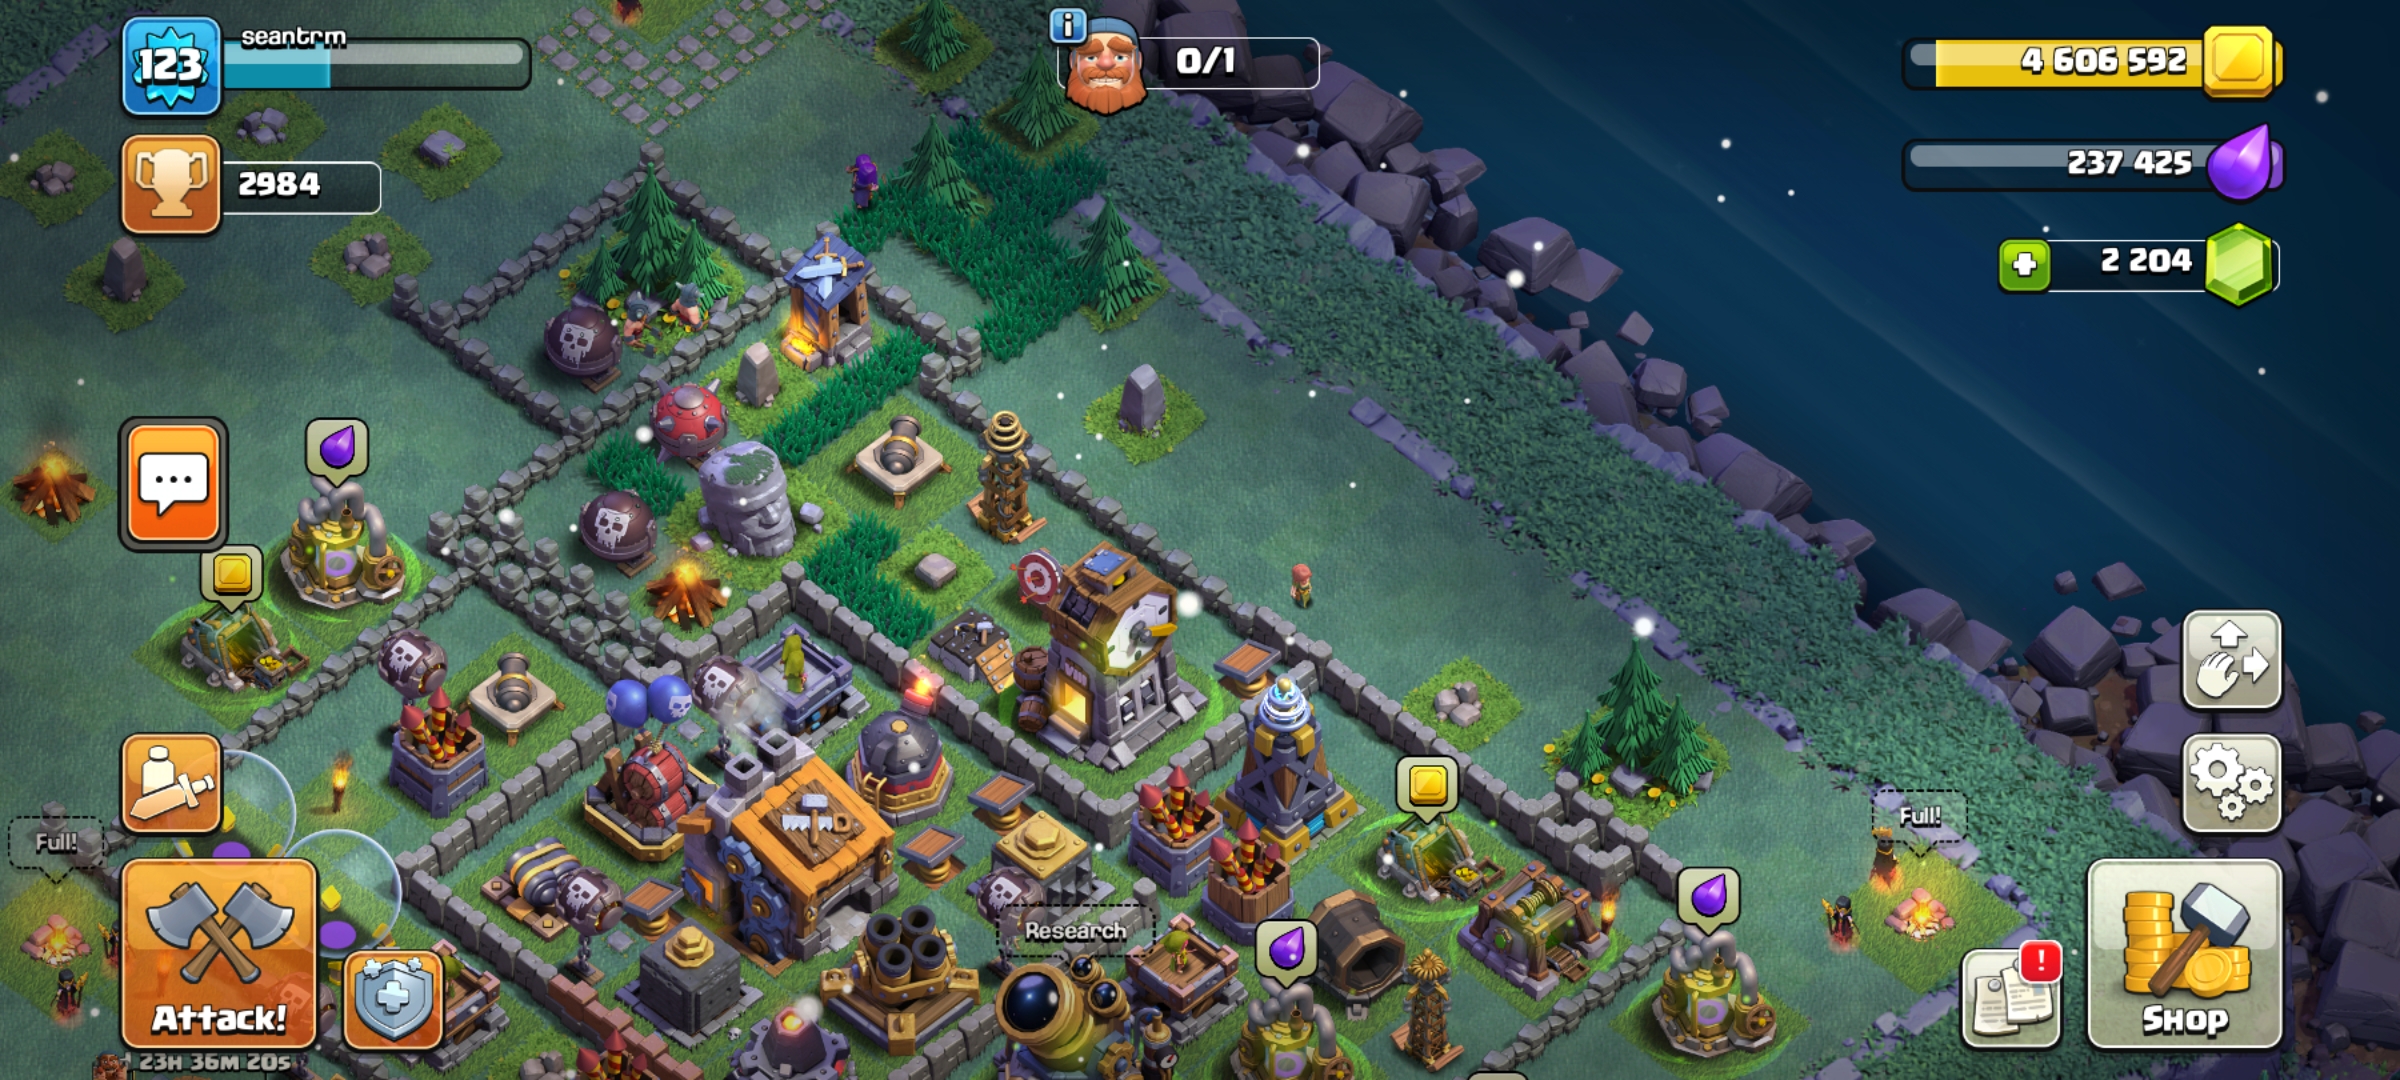 123
seantrm
i
0/1
4 606 592
2984
237 425
2 204
Full!
Full!
Research
Attack!
!
Shop
23H 36M 20s